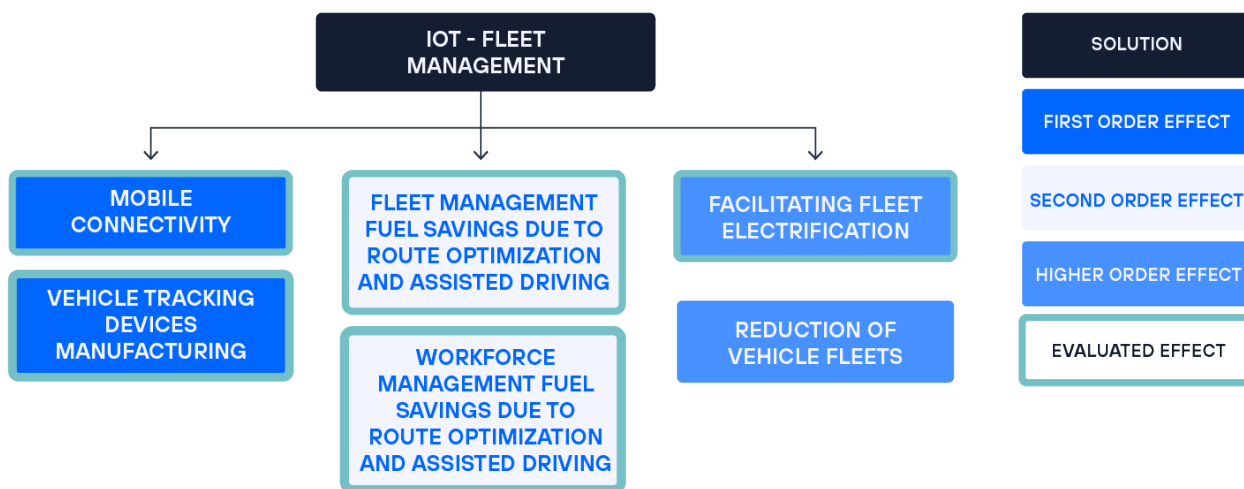 IOT - FLEET
MANAGEMENT
MOBILE
CONNECTIVITY
VEHICLE TRACKING
DEVICES
MANUFACTURING
FLEET MANAGEMENT
FUEL SAVINGS DUE TO
ROUTE OPTIMIZATION
AND ASSISTED DRIVING
WORKFORCE
MANAGEMENT FUEL
SAVINGS DUE TO
ROUTE OPTIMIZATION
AND ASSISTED DRIVING
FACILITATING FLEET
ELECTRIFICATION
REDUCTION OF
VEHICLE FLEETS
SOLUTION
FIRST ORDER EFFECT
SECOND ORDER EFFECT
HIGHER ORDER EFFECT
EVALUATED EFFECT